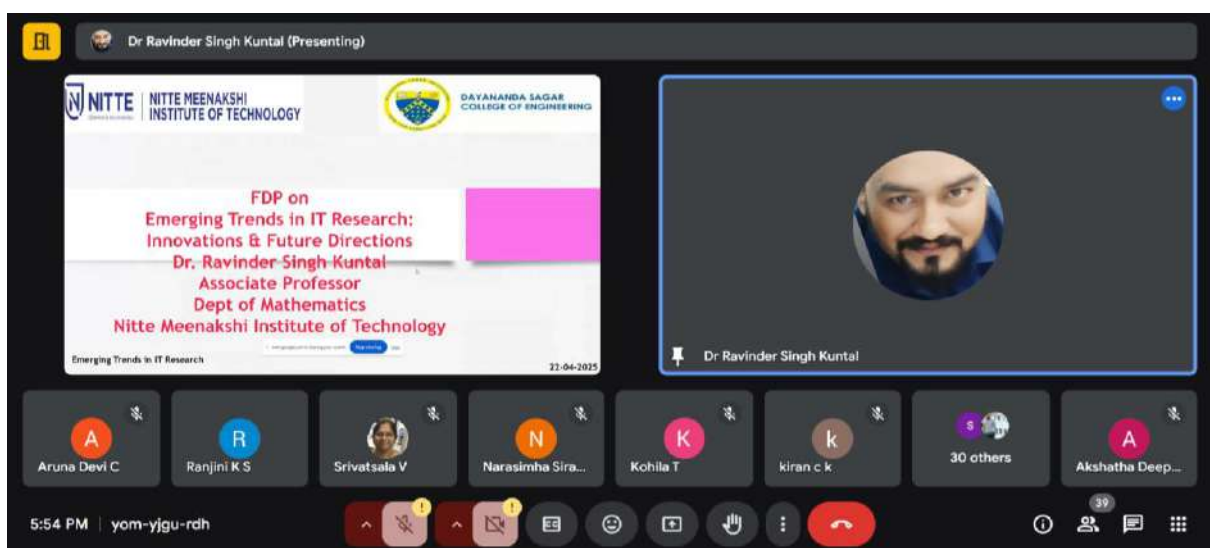 Dr Ravinder Singh Kuntal (Presenting)
NITTE
NITTE MEENAKSHI
INSTITUTE OF TECHNOLOGY
DAYANANDA SAGAR
COLLEGE OF ENGINEERING
FDP on
Emerging Trends in IT Research:
Innovations & Future Directions
Dr. Ravinder Singh Kuntal
Associate Professor
Dept of Mathematics
Nitte Meenakshi Institute of Technology
Emerging Trends in IT Research
22-04-2025
Dr Ravinder Singh Kuntal
A
Aruna Devi C
R
Ranjini K S
Srivatsala V
N
Narasimha Sira...
K
Kohila T
k
kiran c k
S
30 others
A
Akshatha Deep...
5:54 PM | yom-yjgu-rdh
CC
39